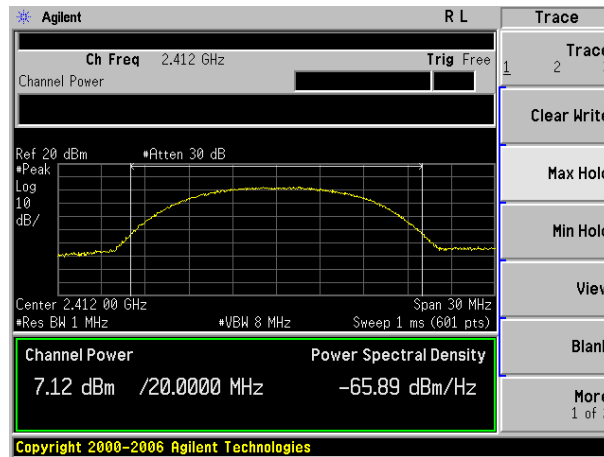 Agilent R L Trace
Ch Freq 2.412 GHz Trig Free
Channel Power
Trace
1 2
Clear Write
Max Hold
Min Hold
View
Blank
More
1 of
Ref 20 dBm #Atten 30 dB
#Peak
Log
10
dB/
Center 2.412 00 GHz Span 30 MHz
#Res BW 1 MHz #VBW 8 MHz Sweep 1 ms (601 pts)
Channel Power Power Spectral Density
7.12 dBm /20.0000 MHz -65.89 dBm/Hz
Copyright 2000-2006 Agilent Technologies